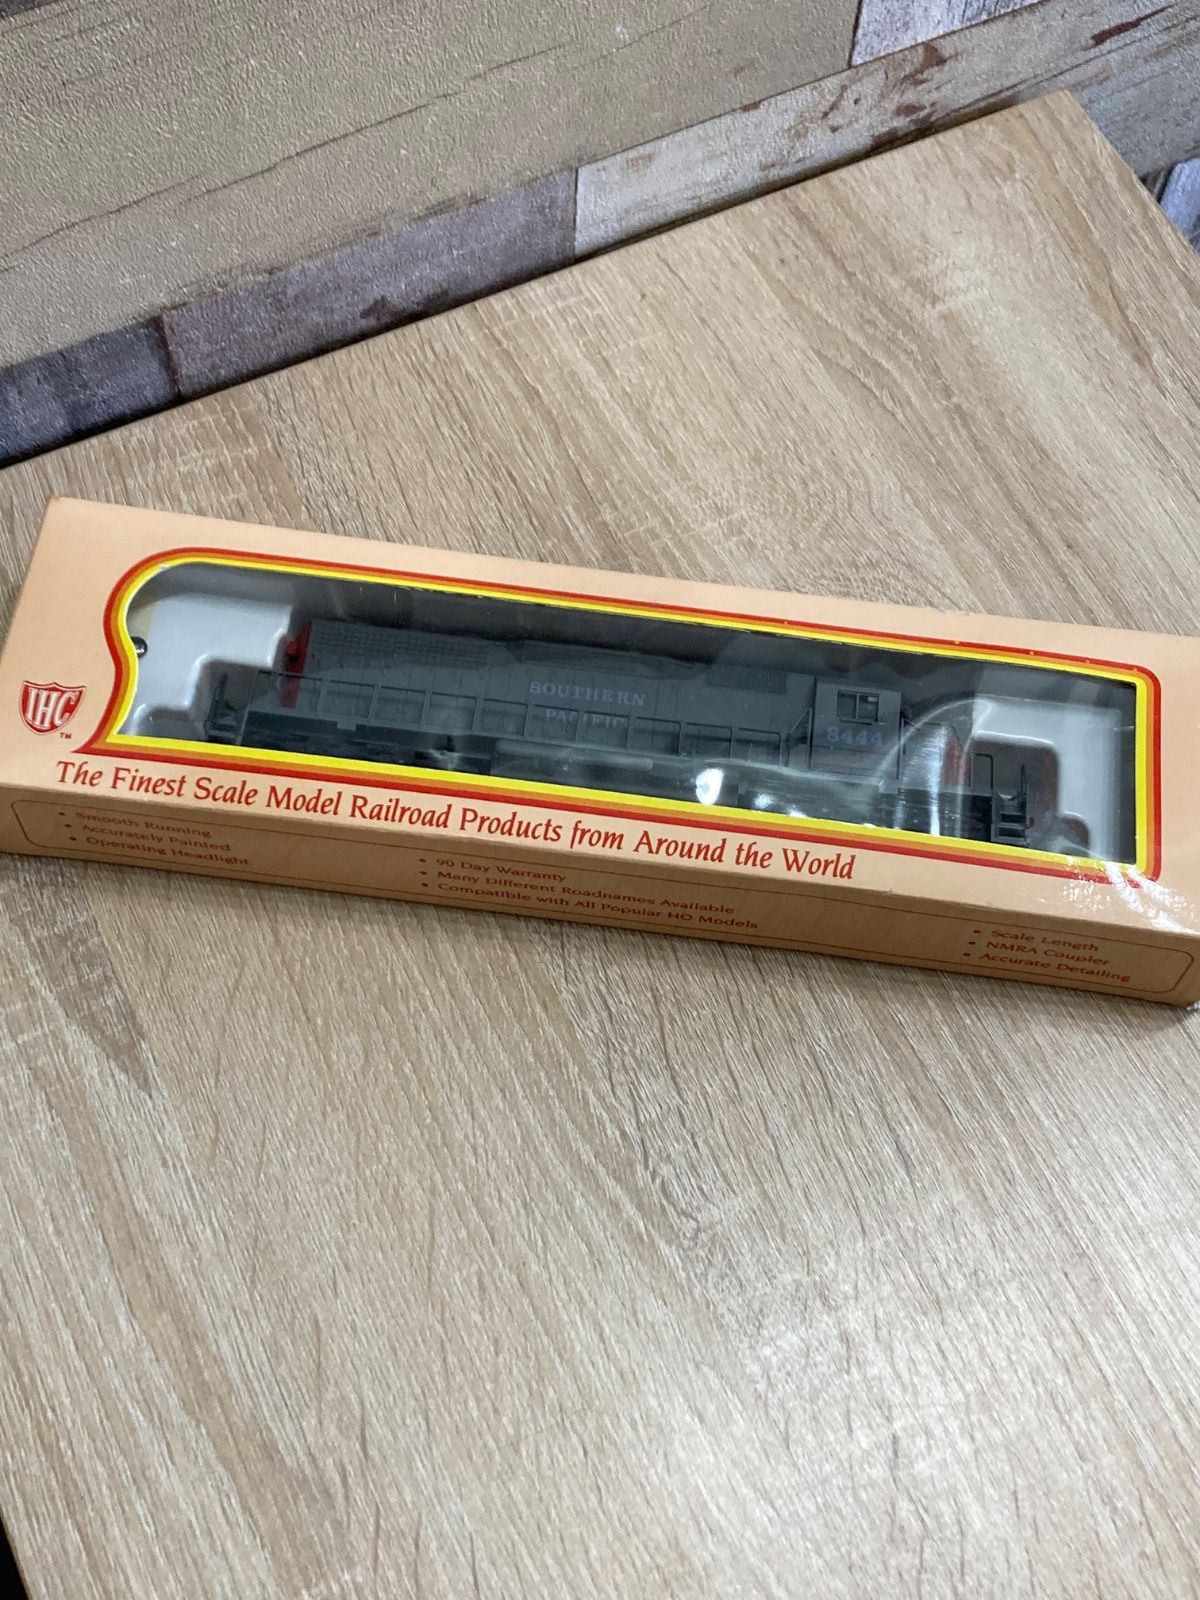 SOUTHERN
PACIFIC
8444
IHC
TM
The Finest Scale Model Railroad Products from Around the World
• Smooth Running
• Accurately Painted
• Operating Headlight
• 90 Day Warranty
• Many Different Roadnames Available
• Compatible with All Popular HO Models
• Scale Length
• NMRA Coupler
• Accurate Detailing